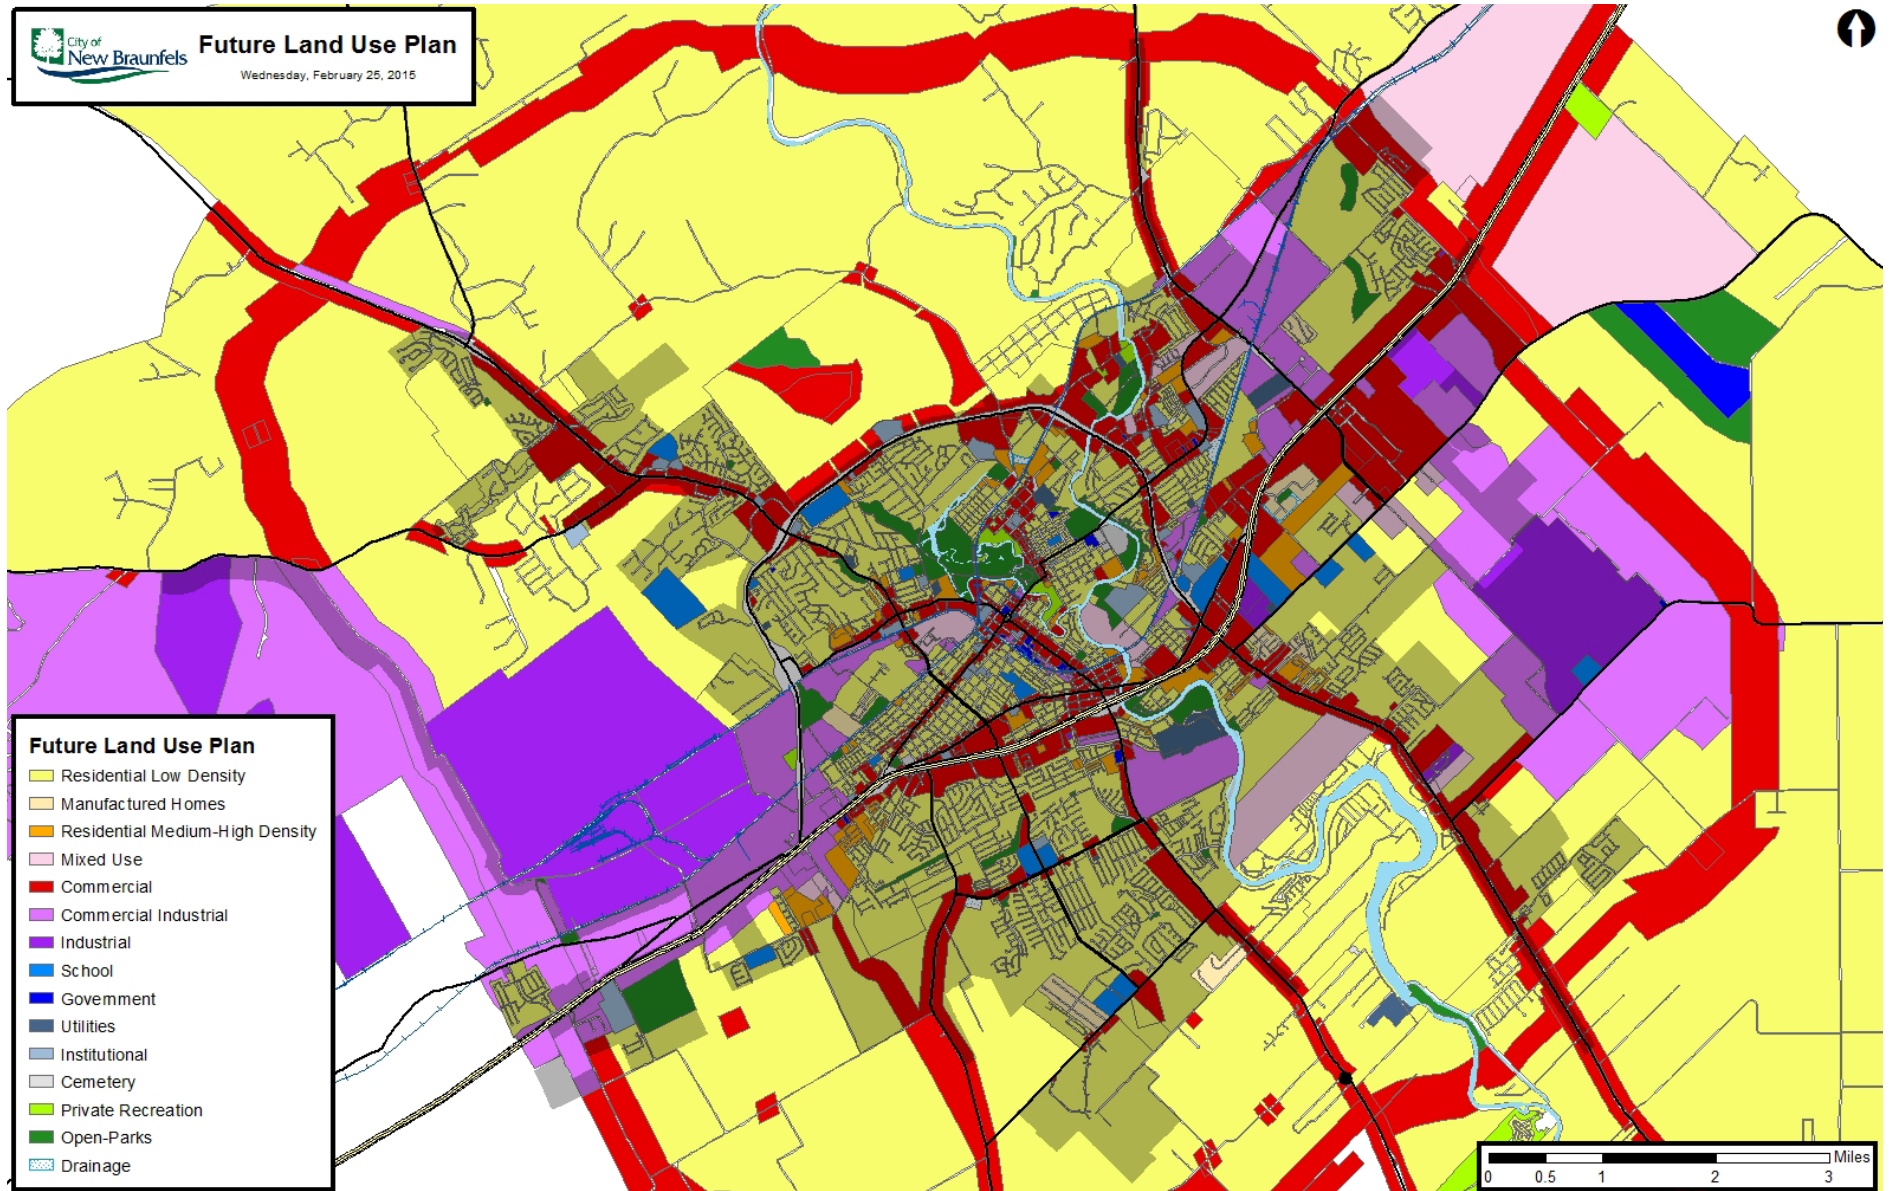 City of
New Braunfels
Future Land Use Plan
Wednesday, February 25, 2015
Future Land Use Plan
Residential Low Density
Manufactured Homes
Residential Medium-High Density
Mixed Use
Commercial
Commercial Industrial
Industrial
School
Government
Utilities
Institutional
Cemetery
Private Recreation
Open-Parks
Drainage
Miles
0 0.5 1 2 3